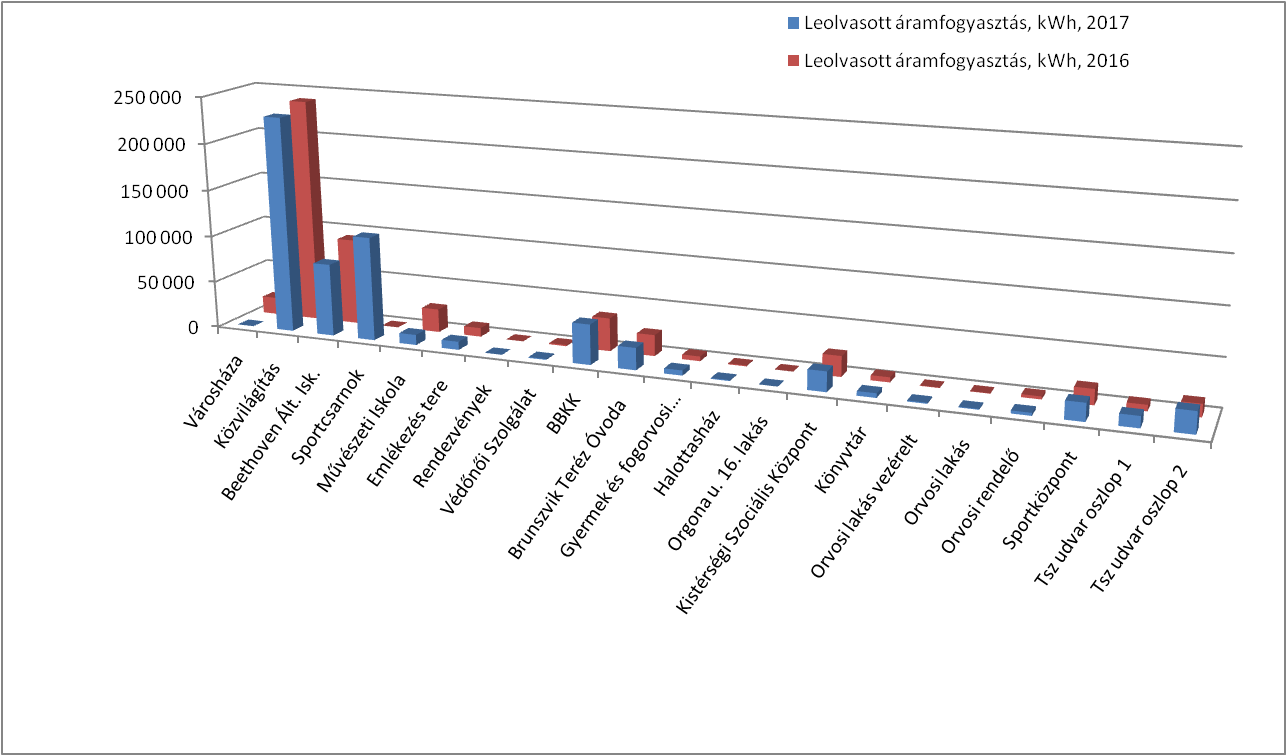 Leolvasott áramfogyasztás, kWh, 2017
Leolvasott áramfogyasztás, kWh, 2016
250 000
200 000
150 000
100 000
50 000
0
Városháza
Közvilágítás
Beethoven Ált. Isk.
Sportcsarnok
Művészeti Iskola
Emlékezés tere
Rendezvények
Védőnői Szolgálat
BBKK
Brunszvik Teréz Óvoda
Gyermek és fogorvosi...
Halottasház
Orgona u. 16. lakás
Kistérségi Szociális Központ
Könyvtár
Orvosi lakás vezérelt
Orvosi lakás
Orvosi rendelő
Sportközpont
Tsz udvar oszlop 1
Tsz udvar oszlop 2